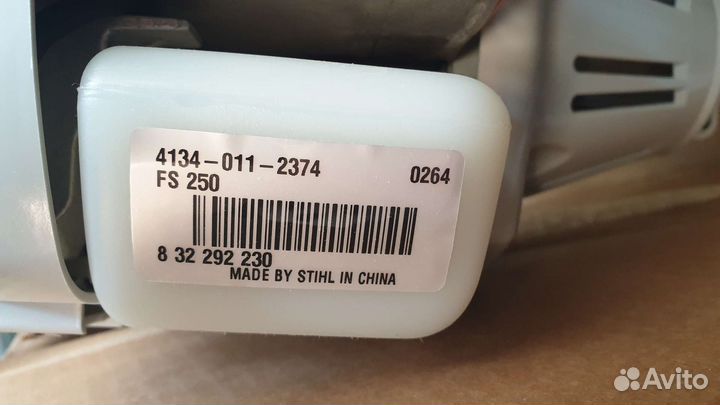 4134-011-2374 0264
FS 250
8 32 292 230
MADE BY STIHL IN CHINA
Avito